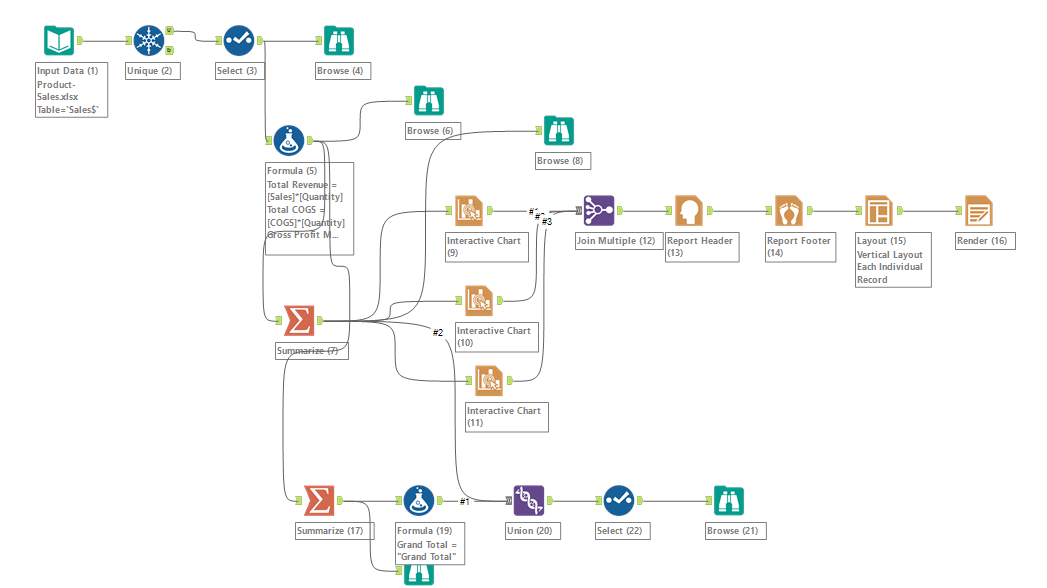 Input Data (1)
Product-
Sales.xlsx
Table=`Sales$`
Unique (2)
Select (3)
Browse (4)
Browse (6)
Browse (8)
Formula (5)
Total Revenue =
[Sales]*[Quantity]
Total COGS =
[COGS]*[Quantity]
Gross Profit M...
Interactive Chart
(9)
#3
Join Multiple (12)
Report Header
(13)
Report Footer
(14)
Layout (15)
Vertical Layout
Each Individual
Record
Render (16)
Interactive Chart
(10)
Summarize (7)
#2
Interactive Chart
(11)
Summarize (17)
Formula (19)
Grand Total =
"Grand Total"
#1
Union (20)
Select (22)
Browse (21)
U
D